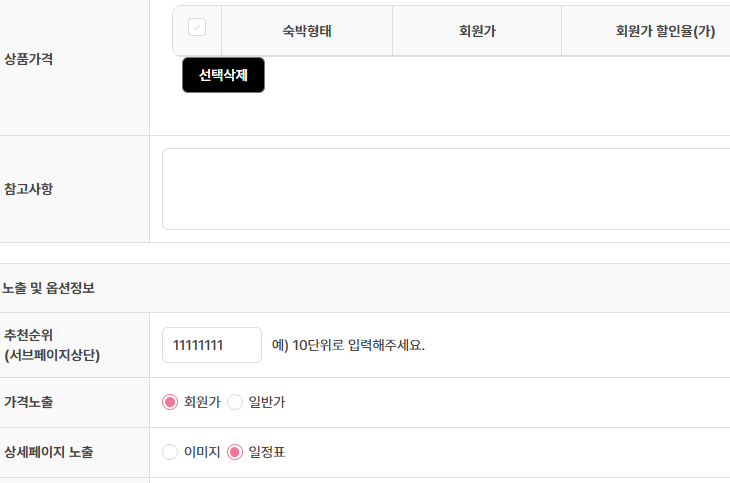 상품가격
숙박형태 회원가 회원가 할인율(가)
선택삭제
참고사항
노출 및 옵션정보
추천순위
(서브페이지상단)
11111111 예) 10단위로 입력해주세요.
가격노출 회원가 일반가
상세페이지 노출 이미지 일정표